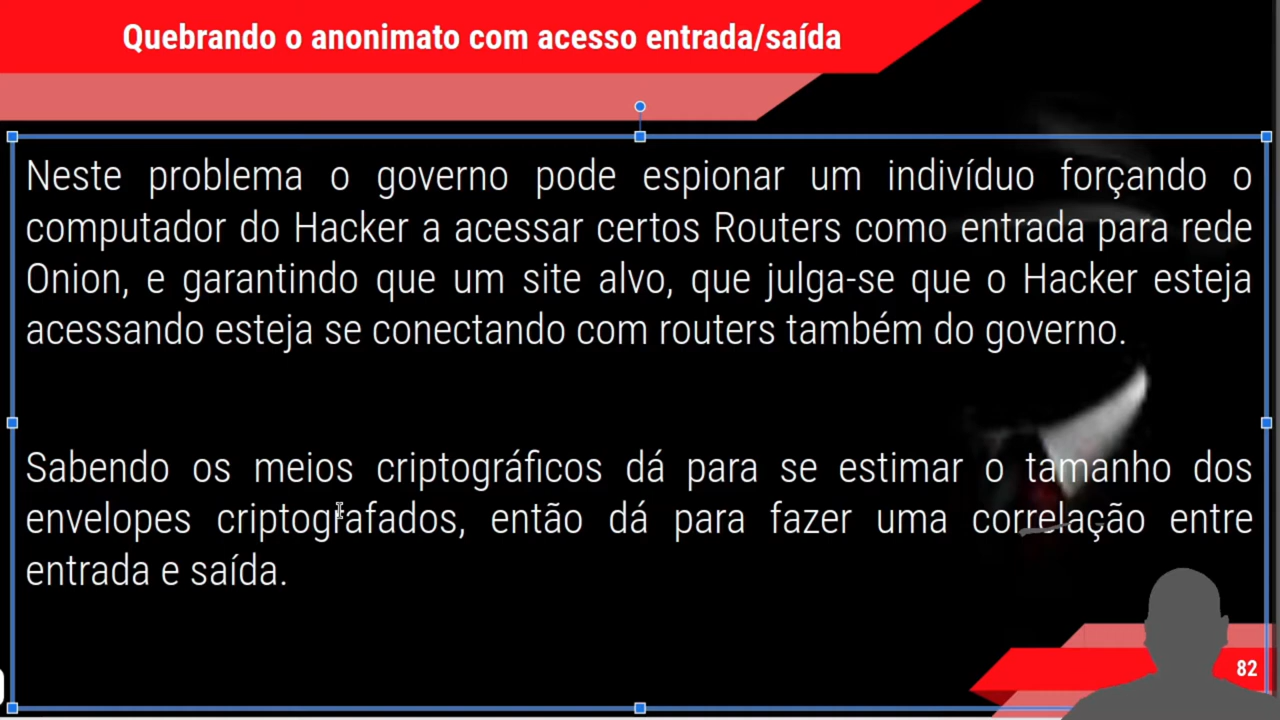 Quebrando o anonimato com acesso entrada/saída
Neste problema o governo pode espionar um indivíduo forçando o
computador do Hacker a acessar certos Routers como entrada para rede
Onion, e garantindo que um site alvo, que julga-se que o Hacker esteja
acessando esteja se conectando com routers também do governo.
Sabendo os meios criptográficos dá para se estimar o tamanho dos
envelopes criptografados, então dá para fazer uma correlação entre
entrada e saída.
82